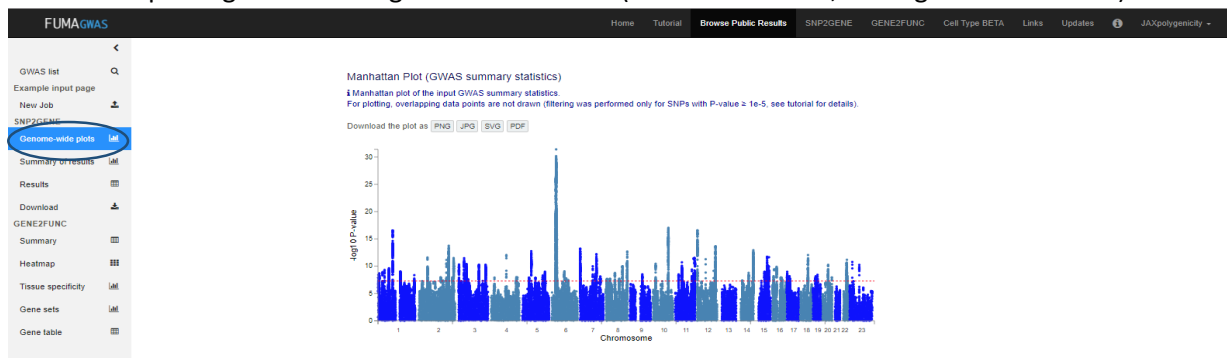 FUMAGWAS
Home Tutorial Browse Public Results SNP2GENE GENE2FUNC Cell Type BETA Links Updates JAXpolygenicity
GWAS list
Example input page
New Job
SNP2GENE
Genome-wide plots
Summary of results
Results
Download
GENE2FUNC
Summary
Heatmap
Tissue specificity
Gene sets
Gene table
Manhattan Plot (GWAS summary statistics)
i Manhattan plot of the input GWAS summary statistics.
For plotting, overlapping data points are not drawn (filtering was performed only for SNPs with P-value ≥ 1e-5, see tutorial for details).
Download the plot as PNG JPG SVG PDF
-log10 P-value
30
25
20
15
10
5
0
1 2 3 4 5 6 7 8 9 10 11 12 13 14 15 16 17 18 19 20 21 22 23
Chromosome